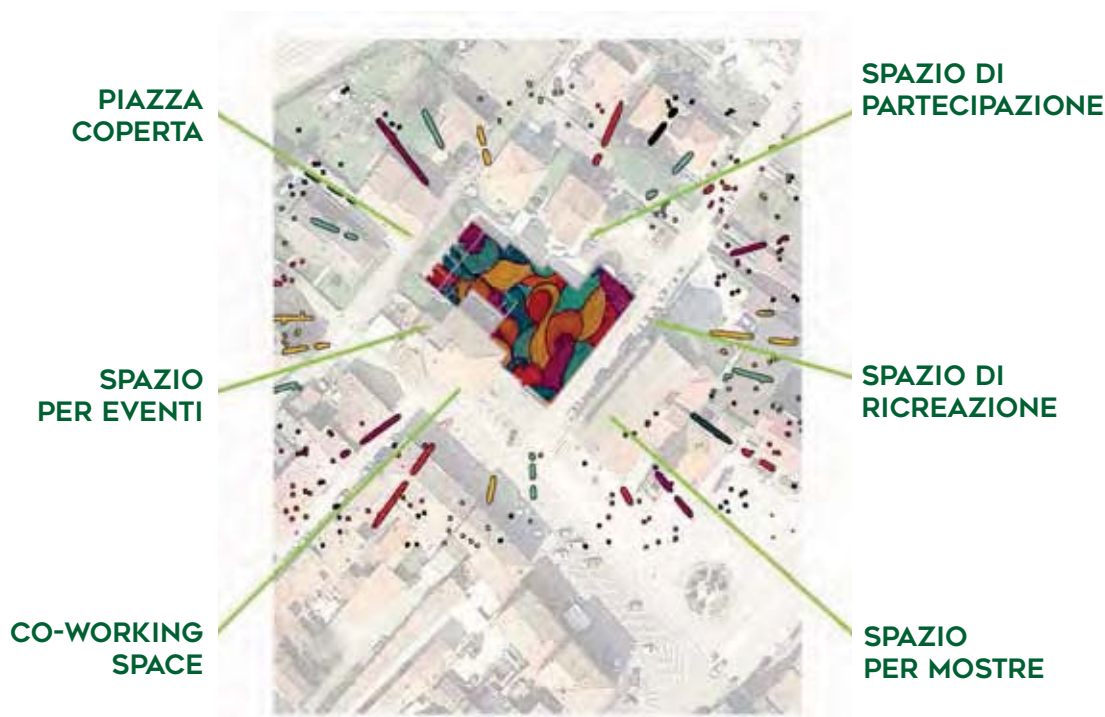 PIAZZA
COPERTA
SPAZIO DI
PARTECIPAZIONE
SPAZIO
PER EVENTI
SPAZIO DI
RICREAZIONE
CO-WORKING
SPACE
SPAZIO
PER MOSTRE